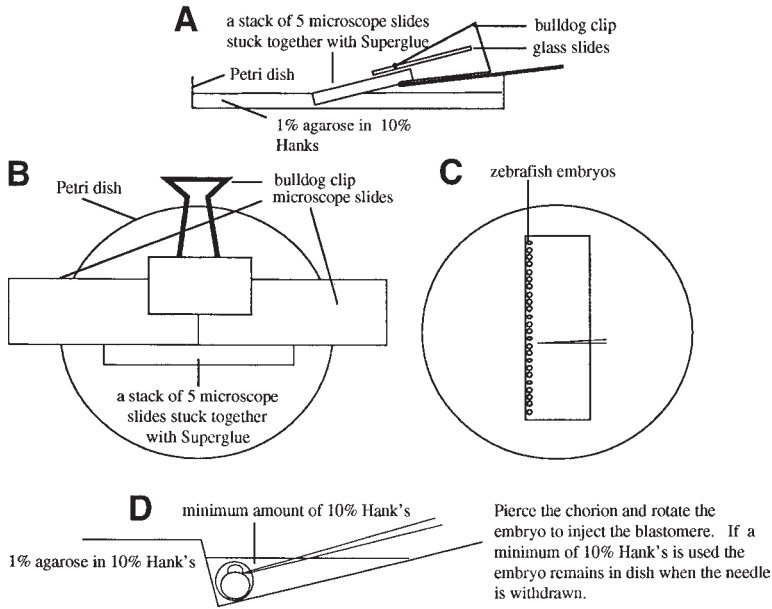 A
a stack of 5 microscope slides
stuck together with Superglue
bulldog clip
glass slides
Petri dish
1% agarose in 10%
Hanks
B
Petri dish
bulldog clip
microscope slides
a stack of 5 microscope
slides stuck together
with Superglue
C
zebrafish embryos
D
minimum amount of 10% Hank's
1% agarose in 10% Hank's
Pierce the chorion and rotate the
embryo to inject the blastomere. If a
minimum of 10% Hank's is used the
embryo remains in dish when the needle
is withdrawn.